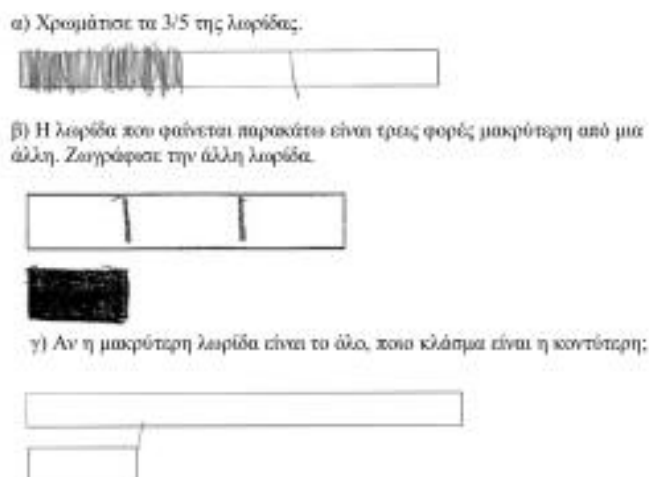 α) Χρωμάτισε τα 3/5 της λωρίδας.
β) Η λωρίδα που φαίνεται παρακάτω είναι τρεις φορές μακρύτερη από μια
άλλη. Ζωγράφισε την άλλη λωρίδα.
γ) Αν η μακρύτερη λωρίδα είναι το όλο, ποιο κλάσμα είναι η κοντύτερη;